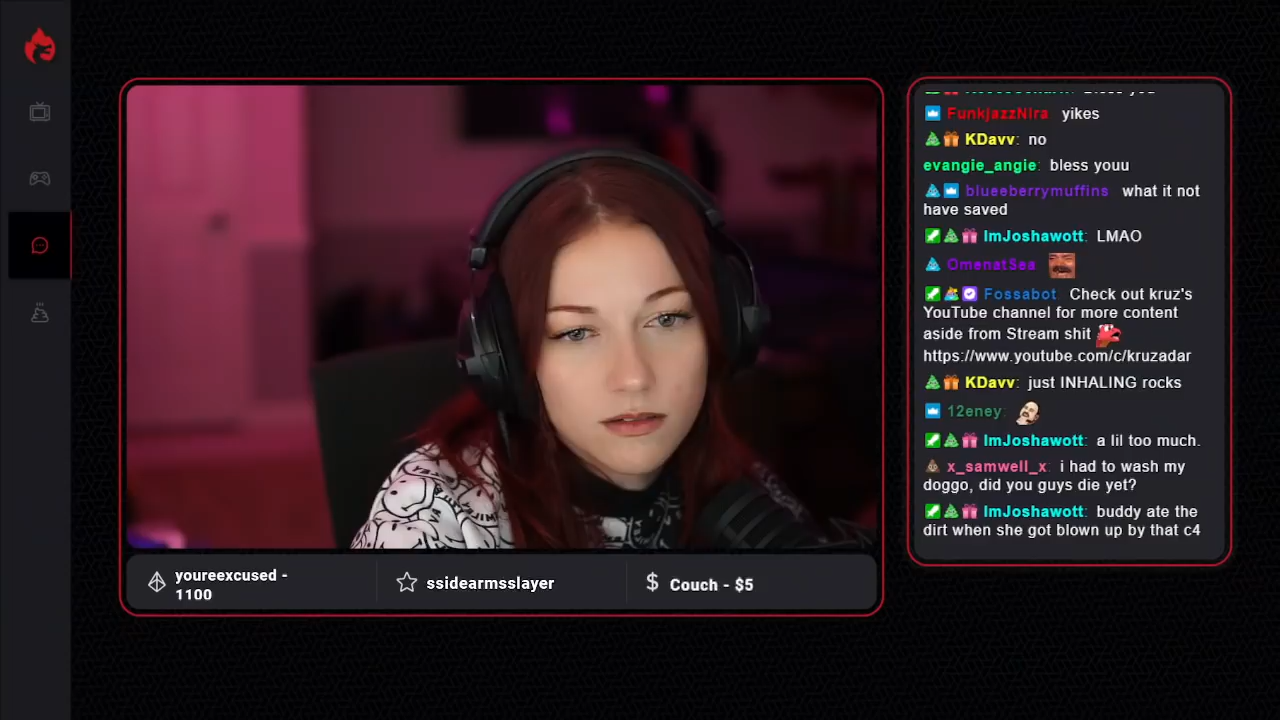 FunkjazzNira yikes
KDavv: no
evangie_angie: bless youu
blueeberrymuffins what it not
have saved
ImJoshawott: LMAO
OmenatSea
Fossabot: Check out kruz's
YouTube channel for more content
aside from Stream shit
https://www.youtube.com/c/kruzadar
KDavv: just INHALING rocks
12eney:
ImJoshawott: a lil too much.
x_samwell_x: i had to wash my
doggo, did you guys die yet?
ImJoshawott: buddy ate the
dirt when she got blown up by that c4
youreexcused -
1100
ssidearmsslayer
$ Couch - $5